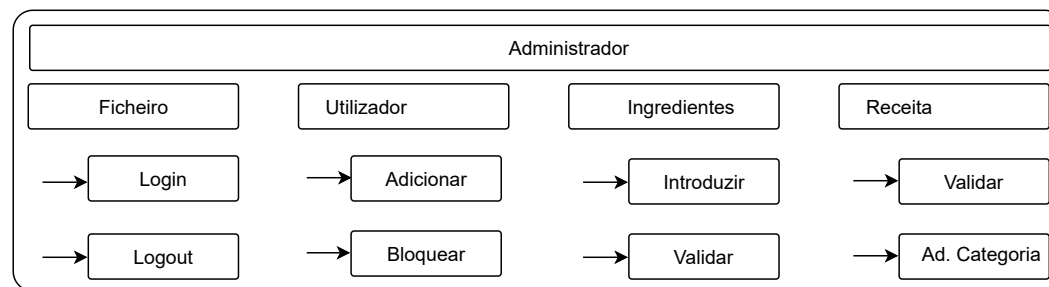 Administrador
Ficheiro
Utilizador
Ingredientes
Receita
Login
Adicionar
Introduzir
Validar
Logout
Bloquear
Validar
Ad. Categoria